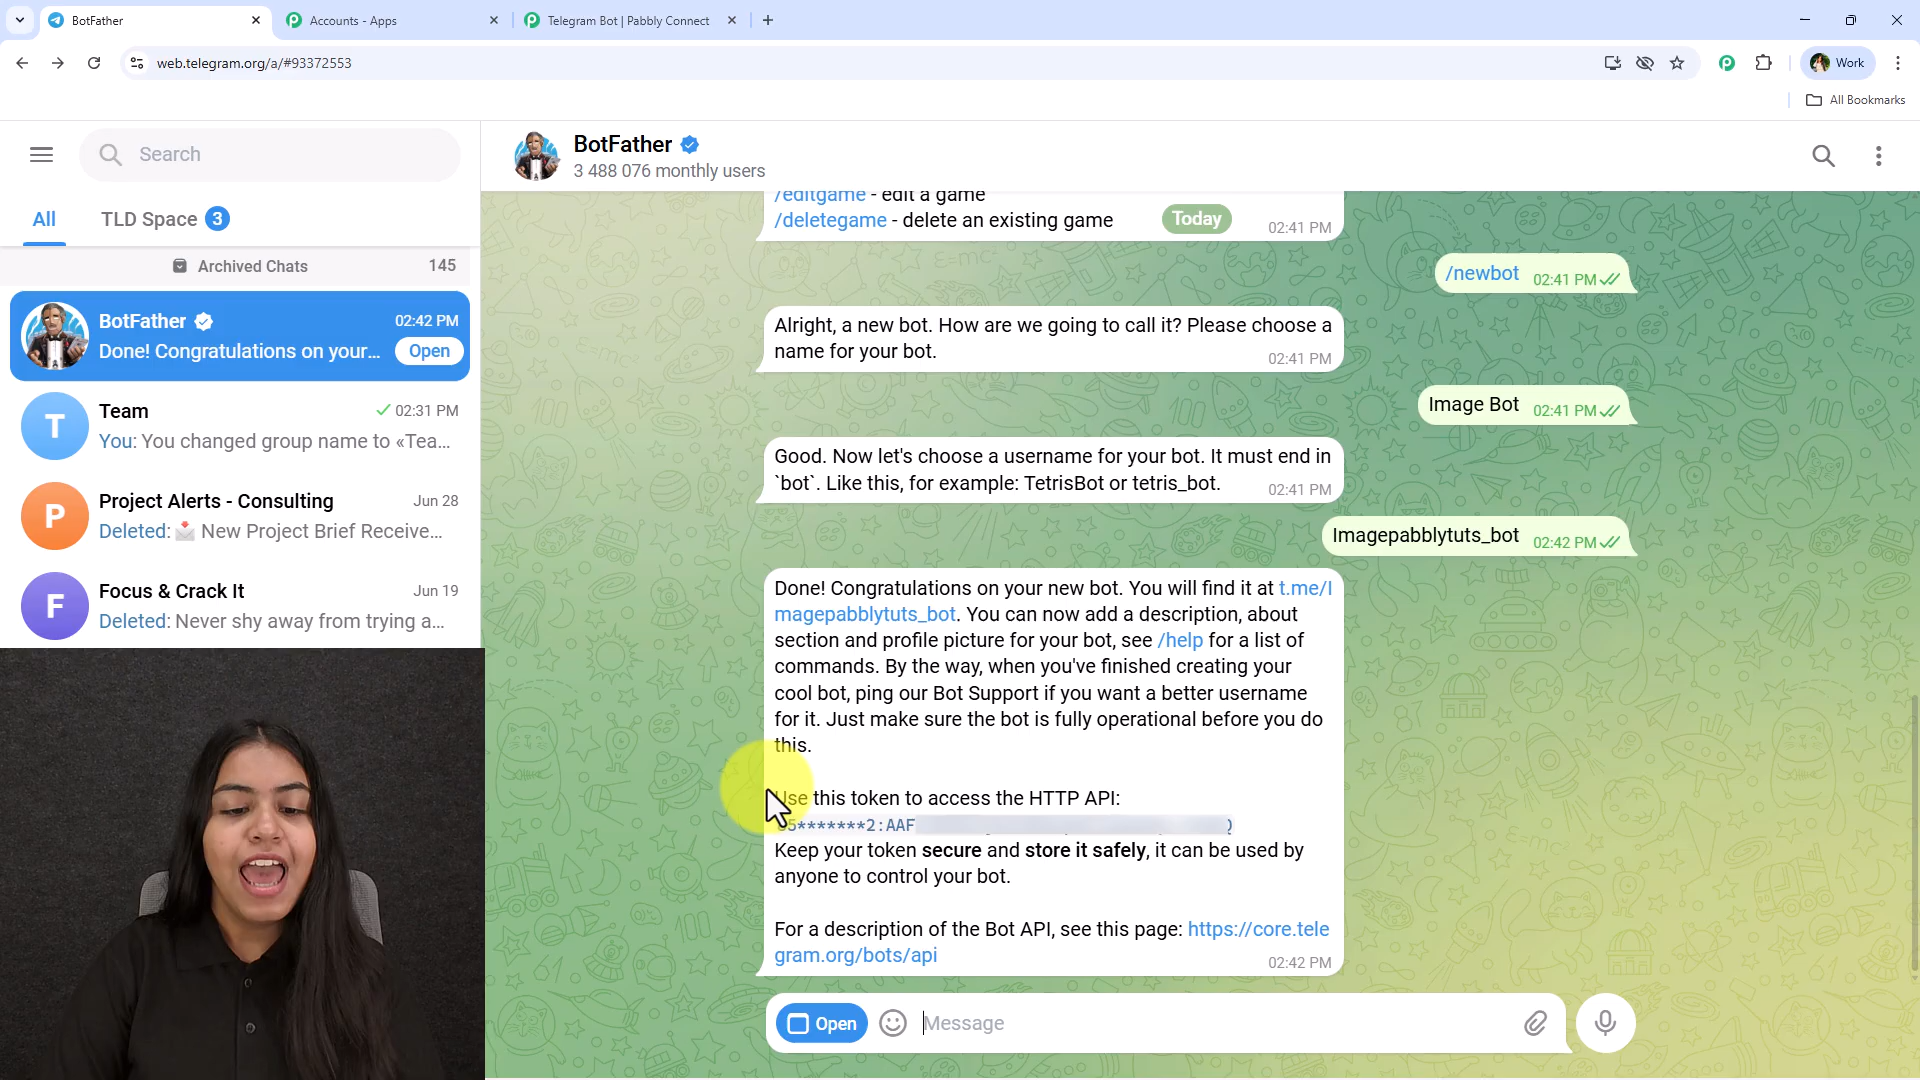 BotFather
Accounts - Apps
Telegram Bot | Pabbly Connect
web.telegram.org/a/#93372553
Work
All Bookmarks
Search
BotFather
3 488 076 monthly users
All
TLD Space 3
Archived Chats 145
BotFather 02:42 PM
Done! Congratulations on your... Open
T
Team 02:31 PM
You: You changed group name to «Tea...
P
Project Alerts - Consulting Jun 28
Deleted: 📩 New Project Brief Receive...
F
Focus & Crack It Jun 19
Deleted: Never shy away from trying a...
/editgame - edit a game
/deletegame - delete an existing game 02:41 PM
Today
/newbot 02:41 PM
Alright, a new bot. How are we going to call it? Please choose a
name for your bot. 02:41 PM
Image Bot 02:41 PM
Good. Now let's choose a username for your bot. It must end in
`bot`. Like this, for example: TetrisBot or tetris_bot. 02:41 PM
Imagepabblytuts_bot 02:42 PM
Done! Congratulations on your new bot. You will find it at t.me/I
magepabblytuts_bot. You can now add a description, about
section and profile picture for your bot, see /help for a list of
commands. By the way, when you've finished creating your
cool bot, ping our Bot Support if you want a better username
for it. Just make sure the bot is fully operational before you do
this.
Use this token to access the HTTP API:
5*******2:AAF
Keep your token secure and store it safely, it can be used by
anyone to control your bot.
For a description of the Bot API, see this page: https://core.tele
gram.org/bots/api 02:42 PM
Open
Message